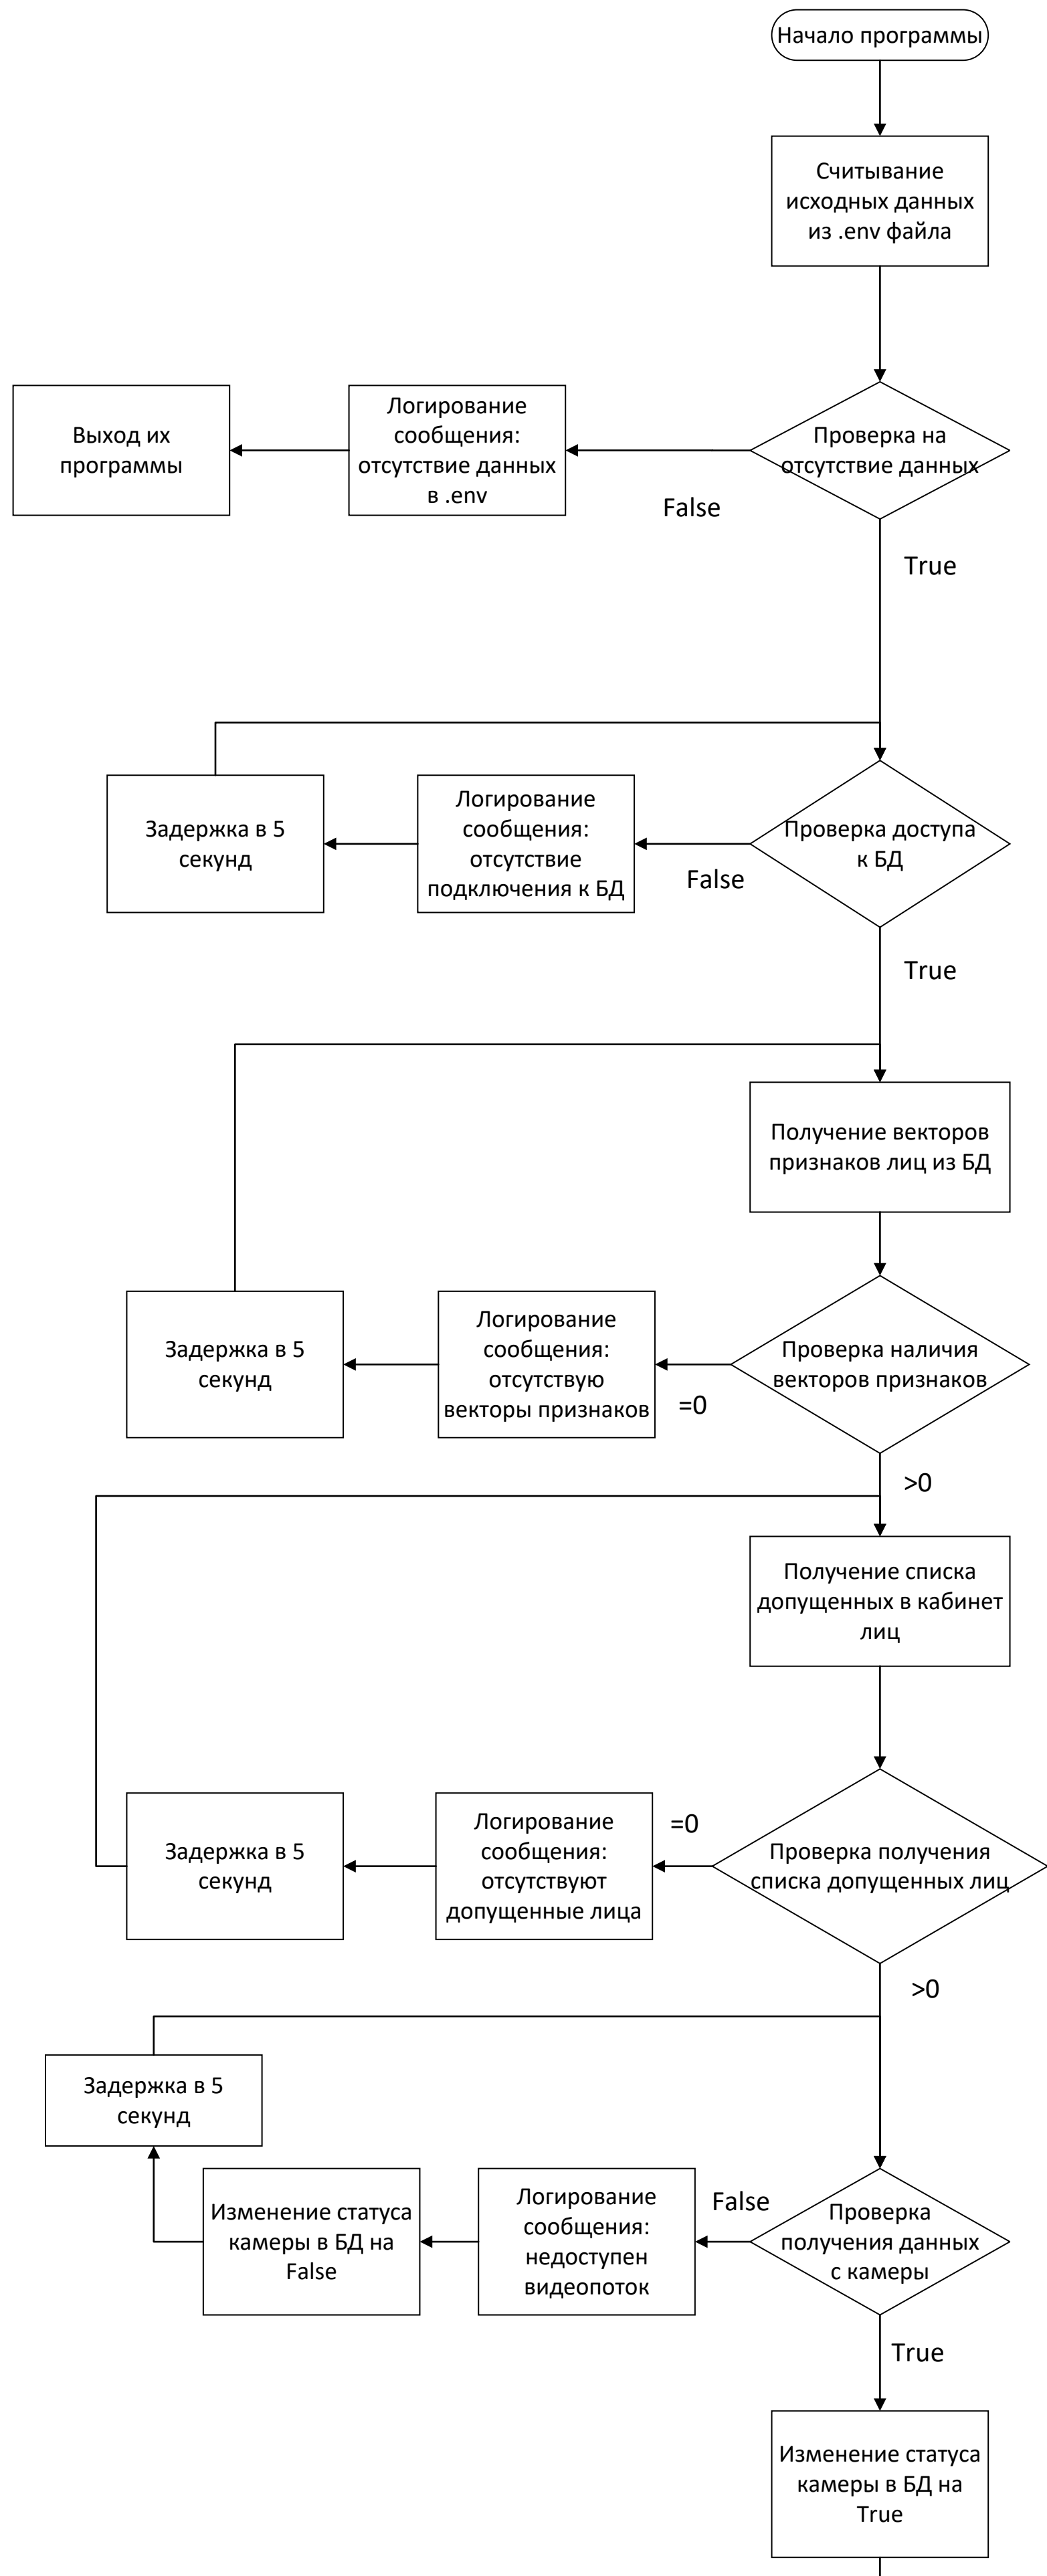 Начало программы
Считывание
исходных данных
из .env файла
Проверка на
отсутствие данных
False
True
Логирование
сообщения:
отсутствие данных
в .env
Выход их
программы
Проверка доступа
к БД
False
True
Логирование
сообщения:
отсутствие
подключения к БД
Задержка в 5
секунд
Получение векторов
признаков лиц из БД
Проверка наличия
векторов признаков
=0
>0
Логирование
сообщения:
отсутствую
векторы признаков
Задержка в 5
секунд
Получение списка
допущенных в кабинет
лиц
Проверка получения
списка допущенных лиц
=0
>0
Логирование
сообщения:
отсутствуют
допущенные лица
Задержка в 5
секунд
Проверка
получения данных
с камеры
False
True
Логирование
сообщения:
недоступен
видеопоток
Изменение статуса
камеры в БД на
False
Задержка в 5
секунд
Изменение статуса
камеры в БД на
True